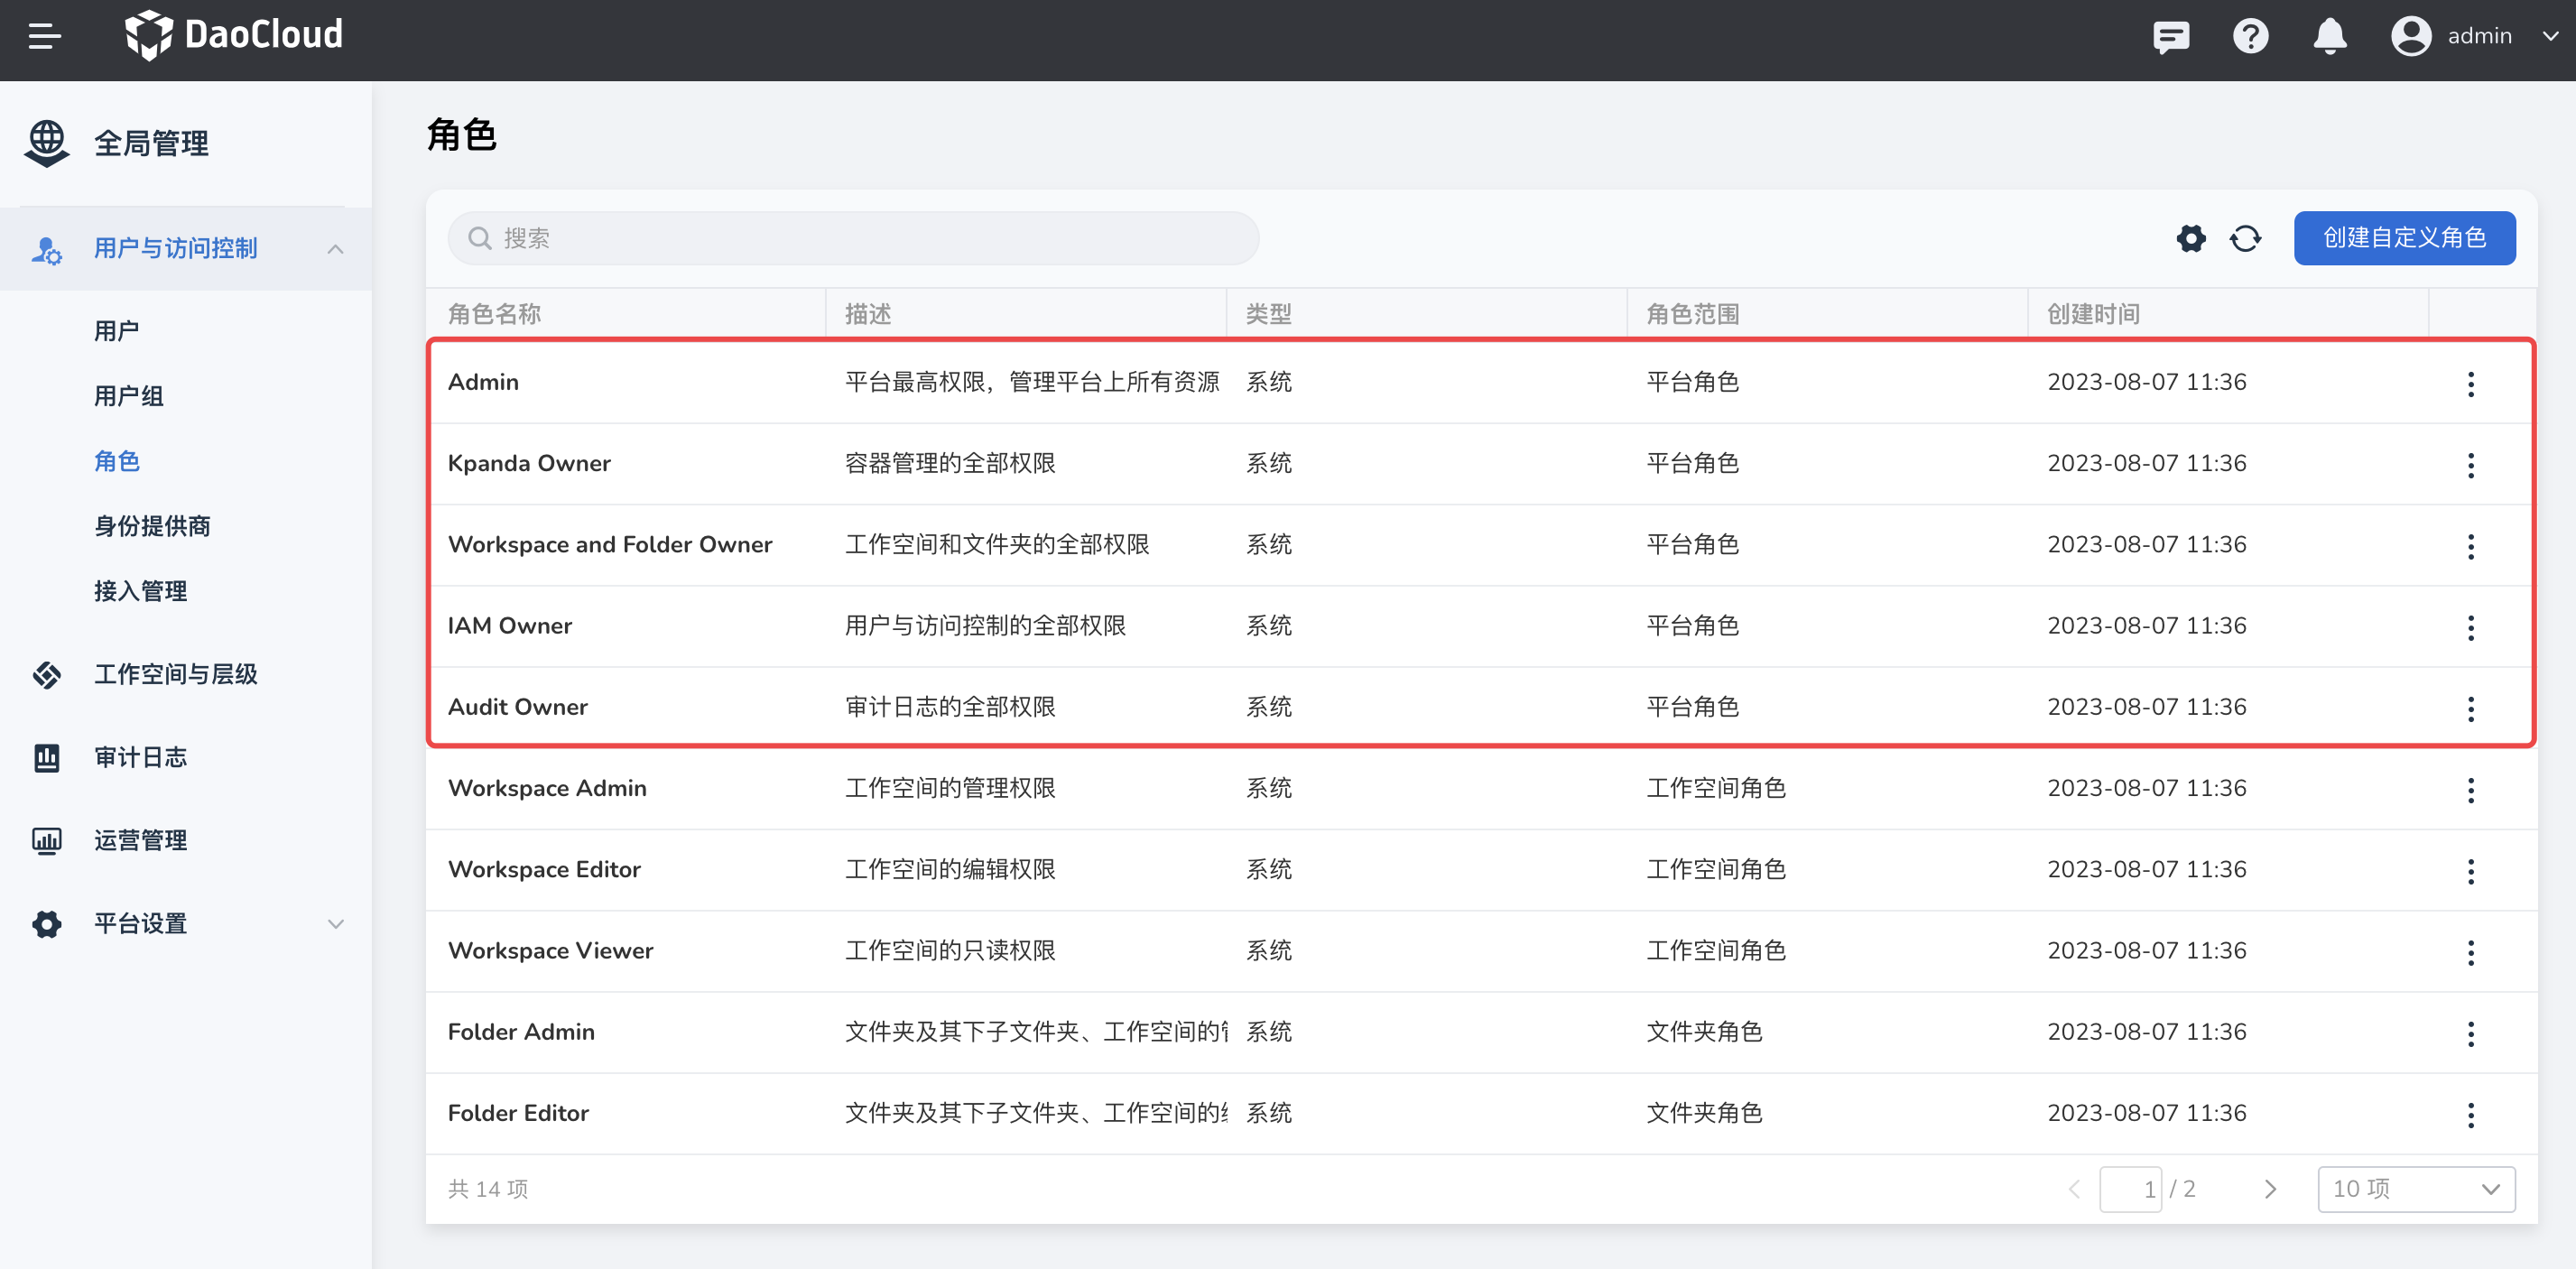 DaoCloud
admin
全局管理
用户与访问控制
用户
用户组
角色
身份提供商
接入管理
工作空间与层级
审计日志
运营管理
平台设置
角色
搜索
创建自定义角色
角色名称 描述 类型 角色范围 创建时间
Admin 平台最高权限，管理平台上所有资源 系统 平台角色 2023-08-07 11:36
Kpanda Owner 容器管理的全部权限 系统 平台角色 2023-08-07 11:36
Workspace and Folder Owner 工作空间和文件夹的全部权限 系统 平台角色 2023-08-07 11:36
IAM Owner 用户与访问控制的全部权限 系统 平台角色 2023-08-07 11:36
Audit Owner 审计日志的全部权限 系统 平台角色 2023-08-07 11:36
Workspace Admin 工作空间的管理权限 系统 工作空间角色 2023-08-07 11:36
Workspace Editor 工作空间的编辑权限 系统 工作空间角色 2023-08-07 11:36
Workspace Viewer 工作空间的只读权限 系统 工作空间角色 2023-08-07 11:36
Folder Admin 文件夹及其下子文件夹、工作空间的 系统 文件夹角色 2023-08-07 11:36
Folder Editor 文件夹及其下子文件夹、工作空间的 系统 文件夹角色 2023-08-07 11:36
共 14 项
1 / 2
10 项